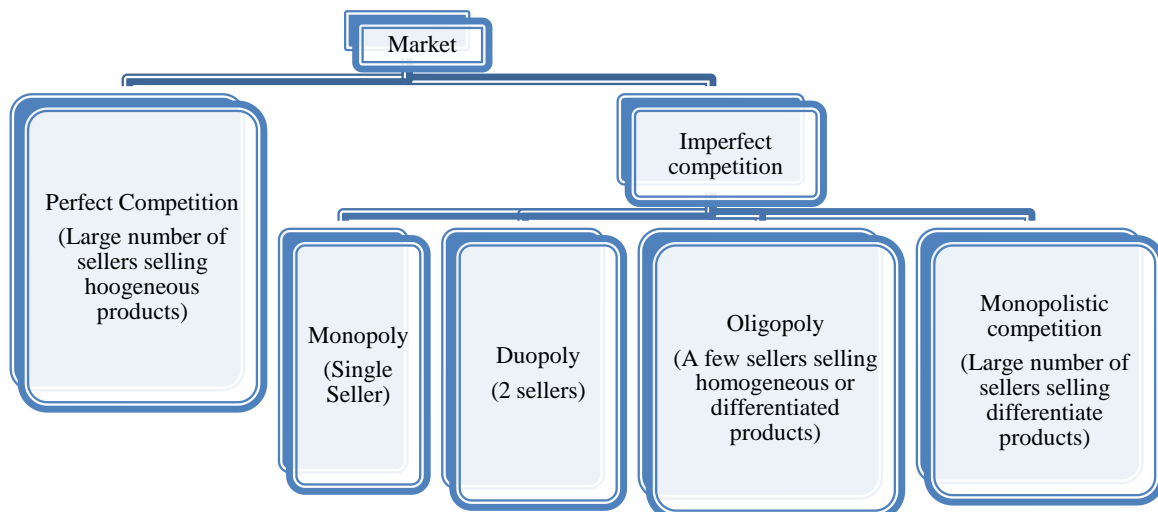 Market
Imperfect
competition
Perfect Competition
(Large number of
sellers selling
hoogeneous
products)
Monopoly
(Single
Seller)
Duopoly
(2 sellers)
Oligopoly
(A few sellers selling
homogeneous or
differentiated
products)
Monopolistic
competition
(Large number of
sellers selling
differentiate
products)